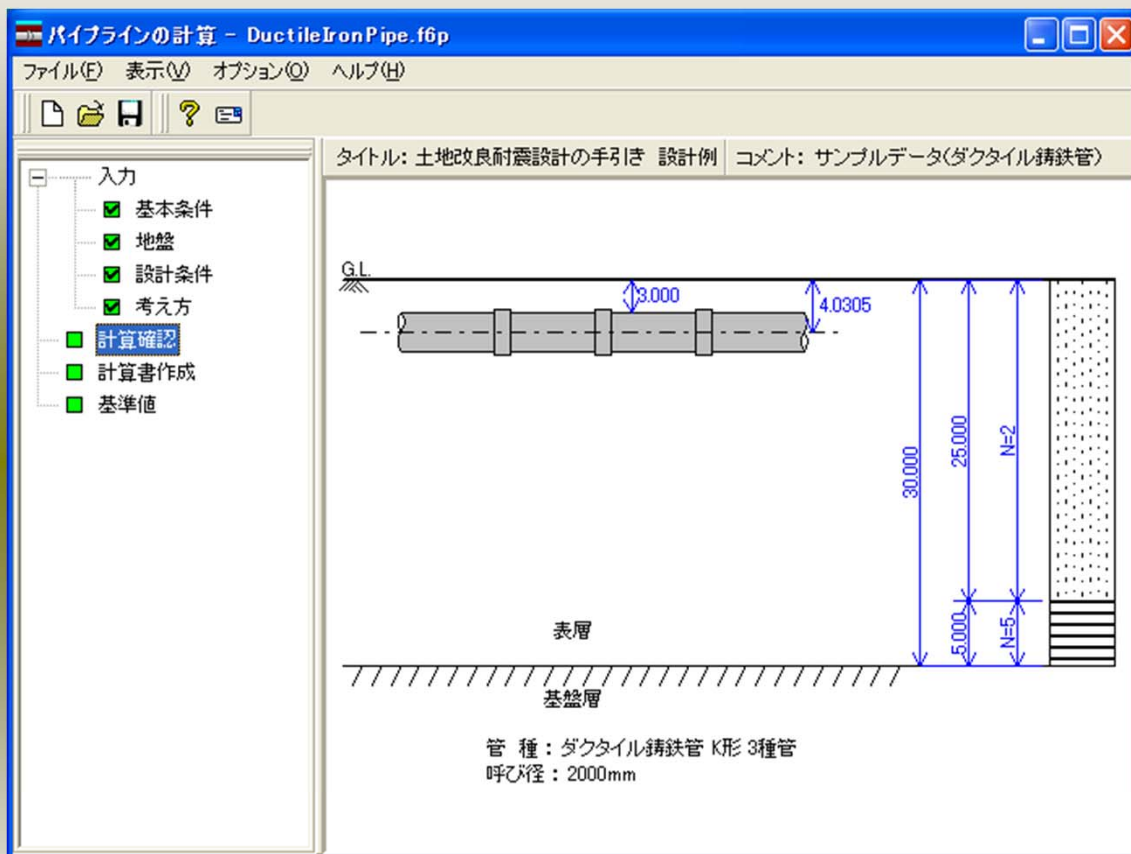 パイプラインの計算 - DuctileIronPipe.f6p
ファイル(F) 表示(V) オプション(O) ヘルプ(H)
タイトル: 土地改良耐震設計の手引き 設計例 コメント: サンプルデータ(ダクタイル鋳鉄管)
入力
基本条件
地盤
設計条件
考え方
計算確認
計算書作成
基準値
G.L.
3.000
4.0305
30.000
25.000
N=2
5.000
N=5
表層
基盤層
管 種 : ダクタイル鋳鉄管 K形 3種管
呼び径 : 2000mm